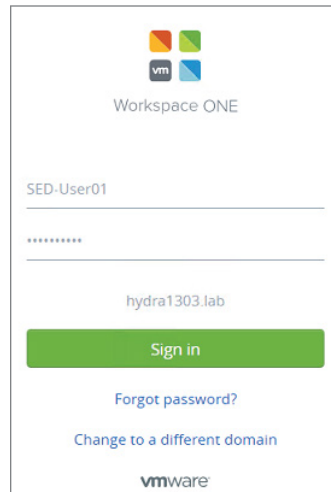 vm
Workspace ONE
SED-User01
••••••••••
hydra1303.lab
Sign in
Forgot password?
Change to a different domain
vmware